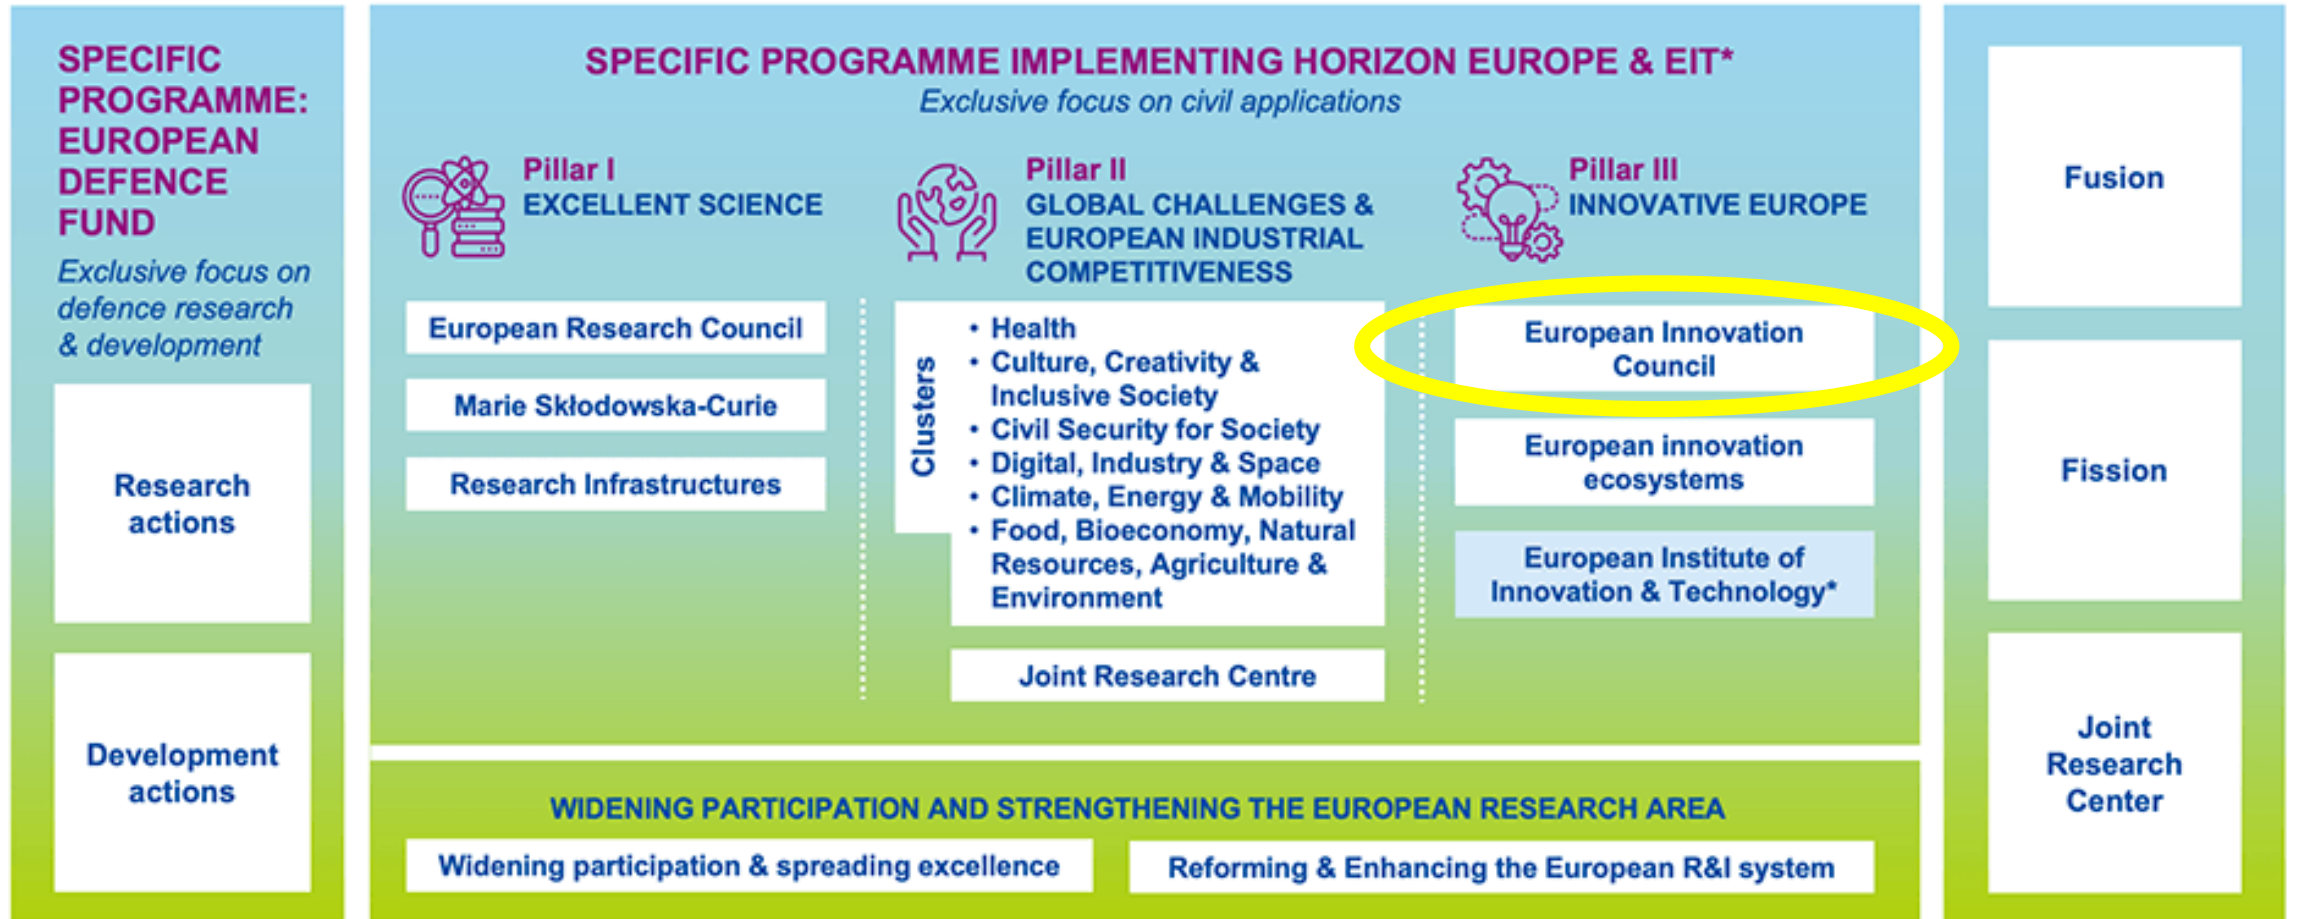 SPECIFIC
PROGRAMME:
EUROPEAN
DEFENCE
FUND
Exclusive focus on
defence research
& development
Research
actions
Development
actions
SPECIFIC PROGRAMME IMPLEMENTING HORIZON EUROPE & EIT*
Exclusive focus on civil applications
Pillar I
EXCELLENT SCIENCE
European Research Council
Marie Skłodowska-Curie
Research Infrastructures
Pillar II
GLOBAL CHALLENGES &
EUROPEAN INDUSTRIAL
COMPETITIVENESS
Clusters
• Health
• Culture, Creativity &
Inclusive Society
• Civil Security for Society
• Digital, Industry & Space
• Climate, Energy & Mobility
• Food, Bioeconomy, Natural
Resources, Agriculture &
Environment
Joint Research Centre
Pillar III
INNOVATIVE EUROPE
European Innovation
Council
European innovation
ecosystems
European Institute of
Innovation & Technology*
WIDENING PARTICIPATION AND STRENGTHENING THE EUROPEAN RESEARCH AREA
Widening participation & spreading excellence
Reforming & Enhancing the European R&I system
Fusion
Fission
Joint
Research
Center